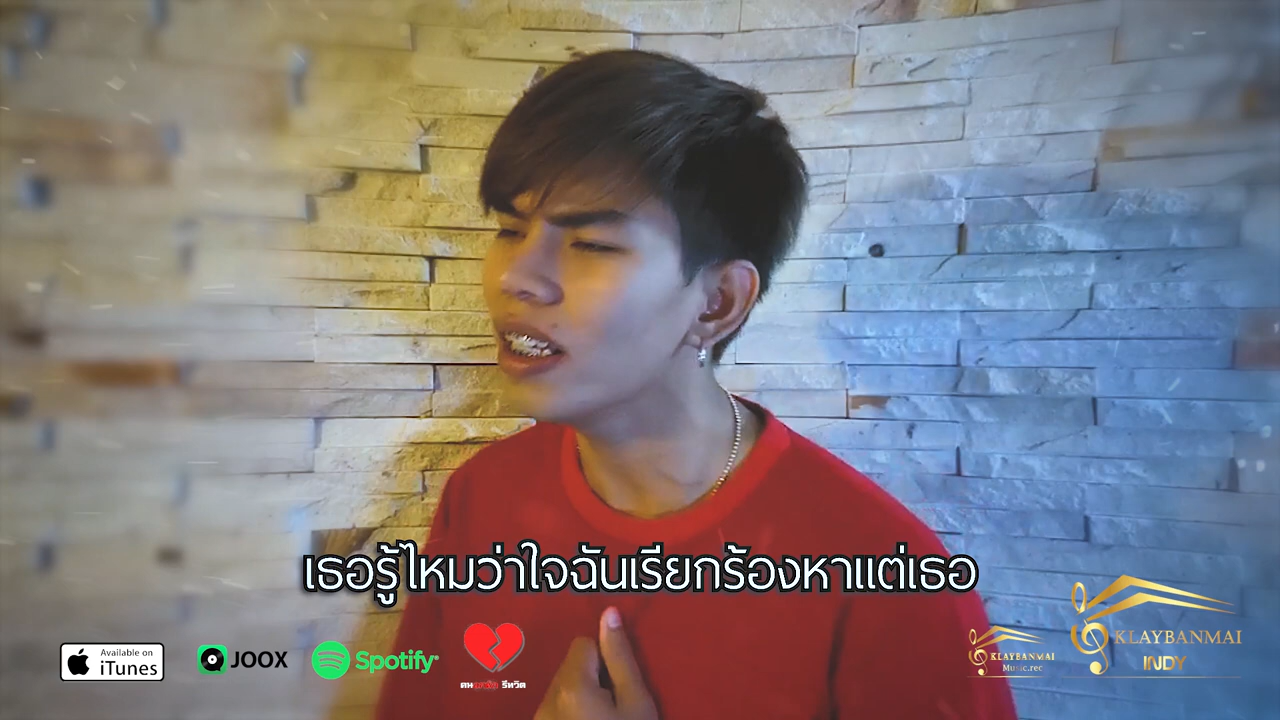 เธอรู้ไหมว่าใจฉันเรียกร้องหาแต่เธอ
Available on
iTunes
JOOX
Spotify®
KLAYBANMAI
Music.rec
KLAYBANMAI
INDY